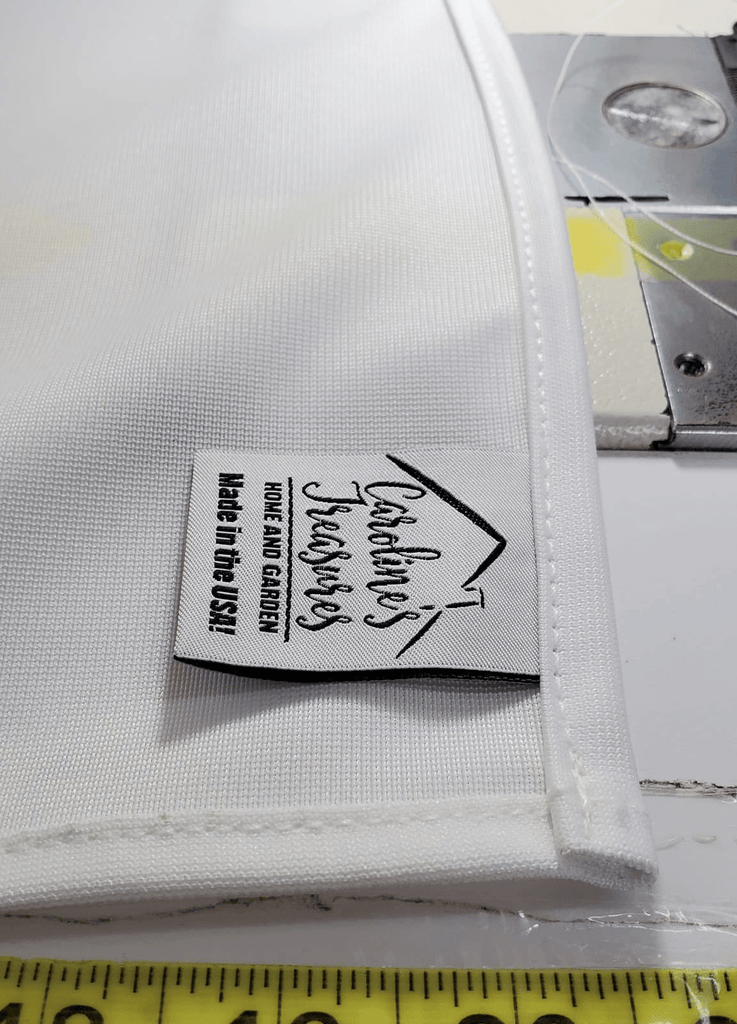 Caroline's
Treasures
HOME AND GARDEN
Made in the USA!